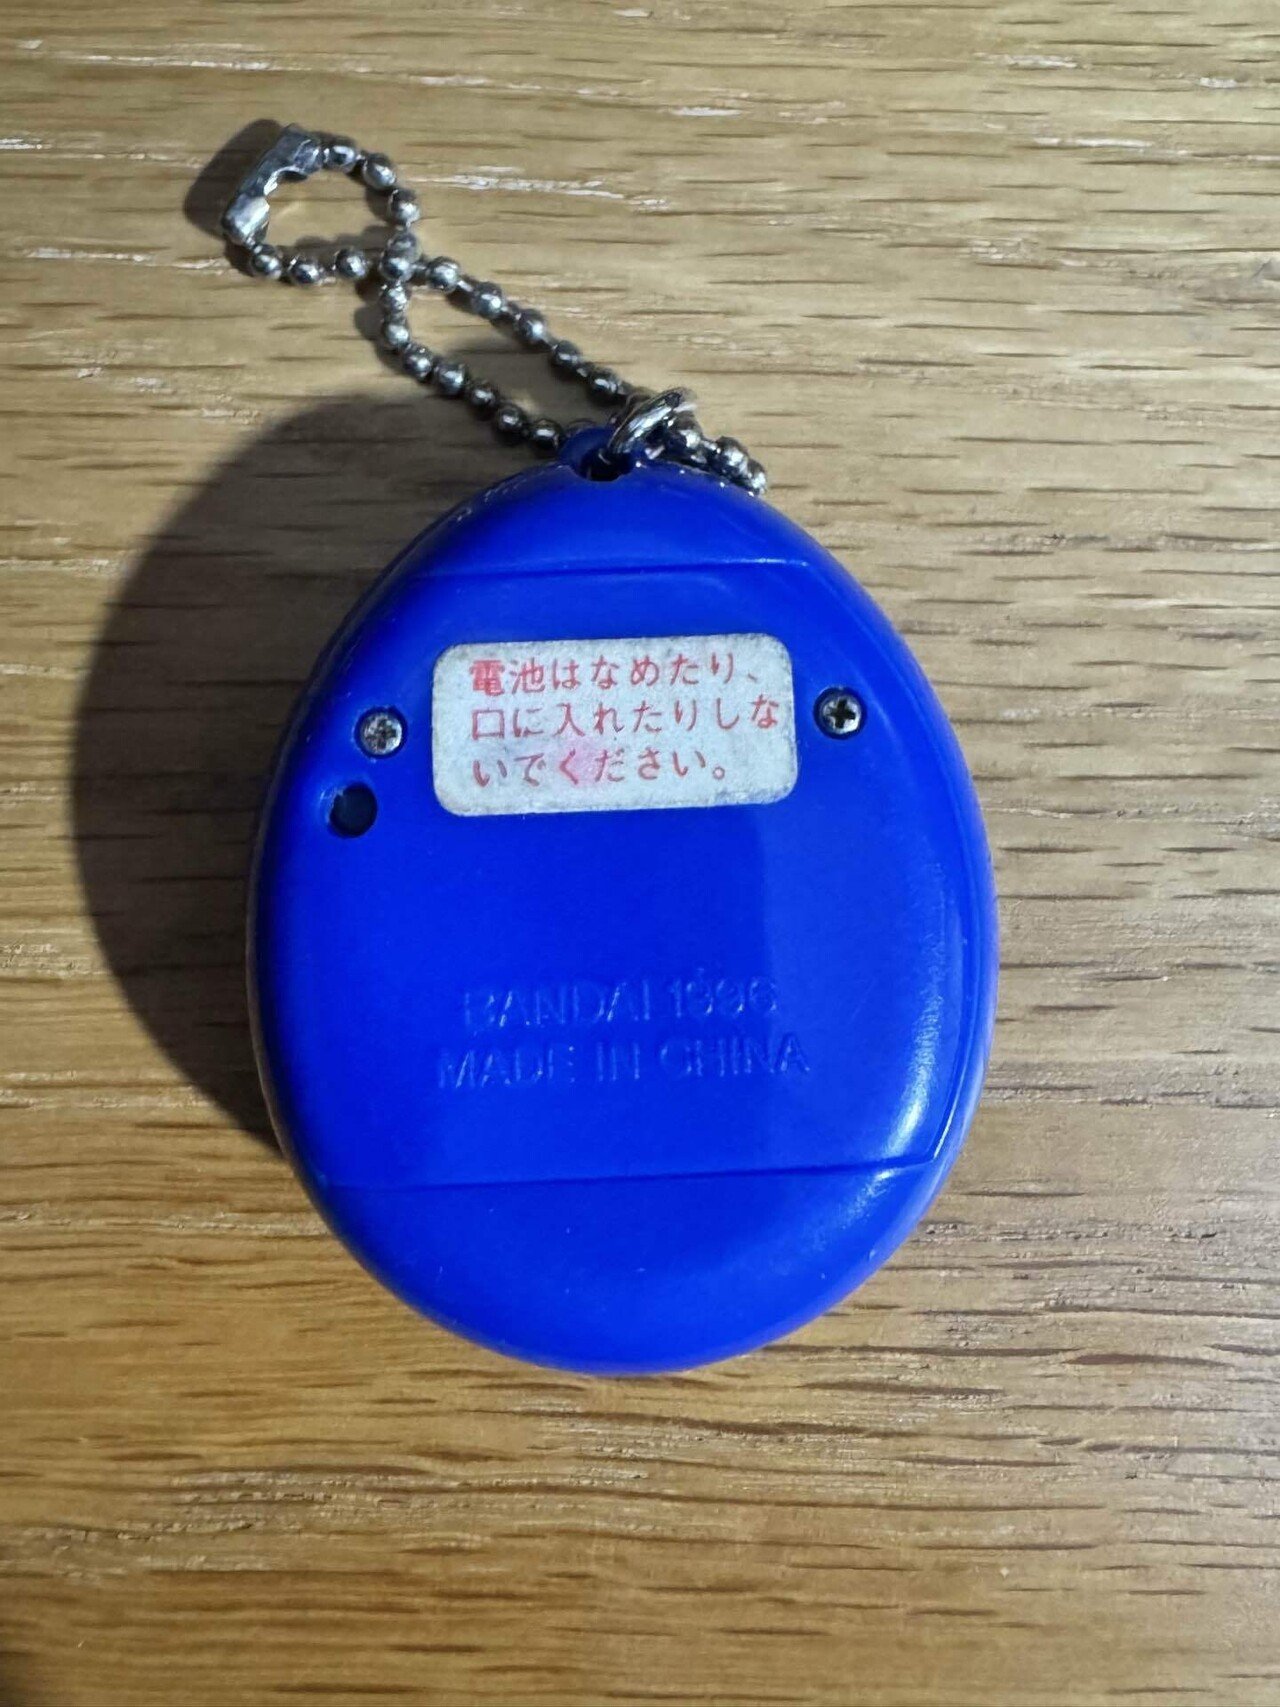 電池はなめたり、
口に入れたりしな
いでください。
BANDAI 1996
MADE IN CHINA